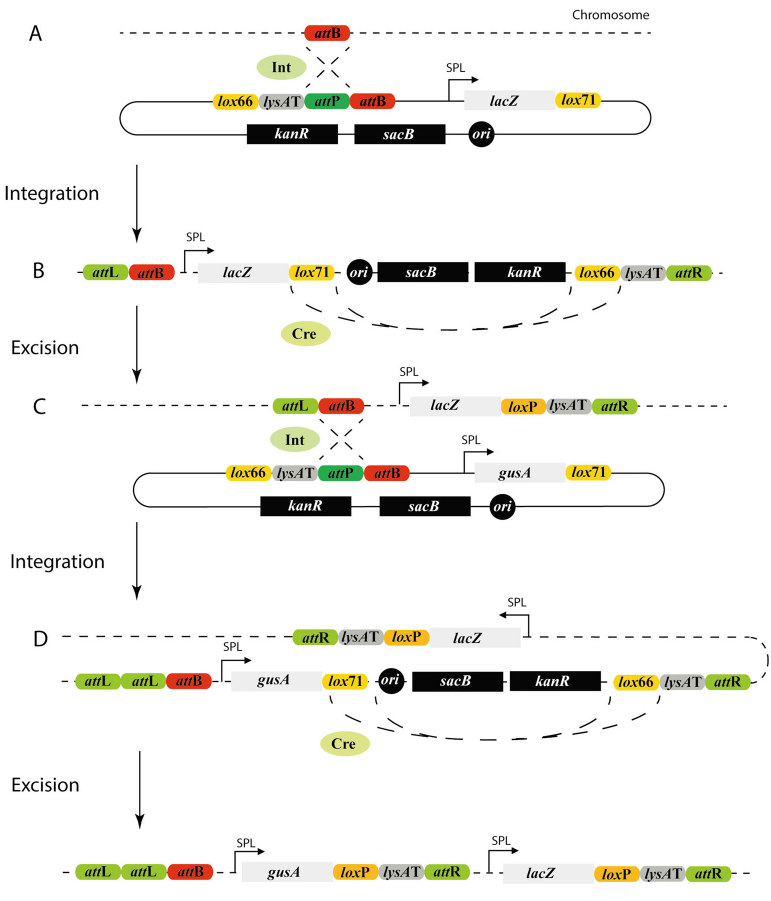 Chromosome
A
attB
Int
SPL
lox66 lysAT attP attB lacZ lox71
kanR sacB ori
Integration
SPL
B attL attB lacZ lox71 ori sacB kanR lox66 lysAT attR
Cre
Excision
SPL
C attL attB lacZ loxP lysAT attR
Int
SPL
lox66 lysAT attP attB gusA lox71
kanR sacB ori
Integration
SPL
D attR lysAT loxP lacZ
SPL
attL attL attB gusA lox71 ori sacB kanR lox66 lysAT attR
Cre
Excision
SPL SPL
attL attL attB gusA loxP lysAT attR lacZ loxP lysAT attR